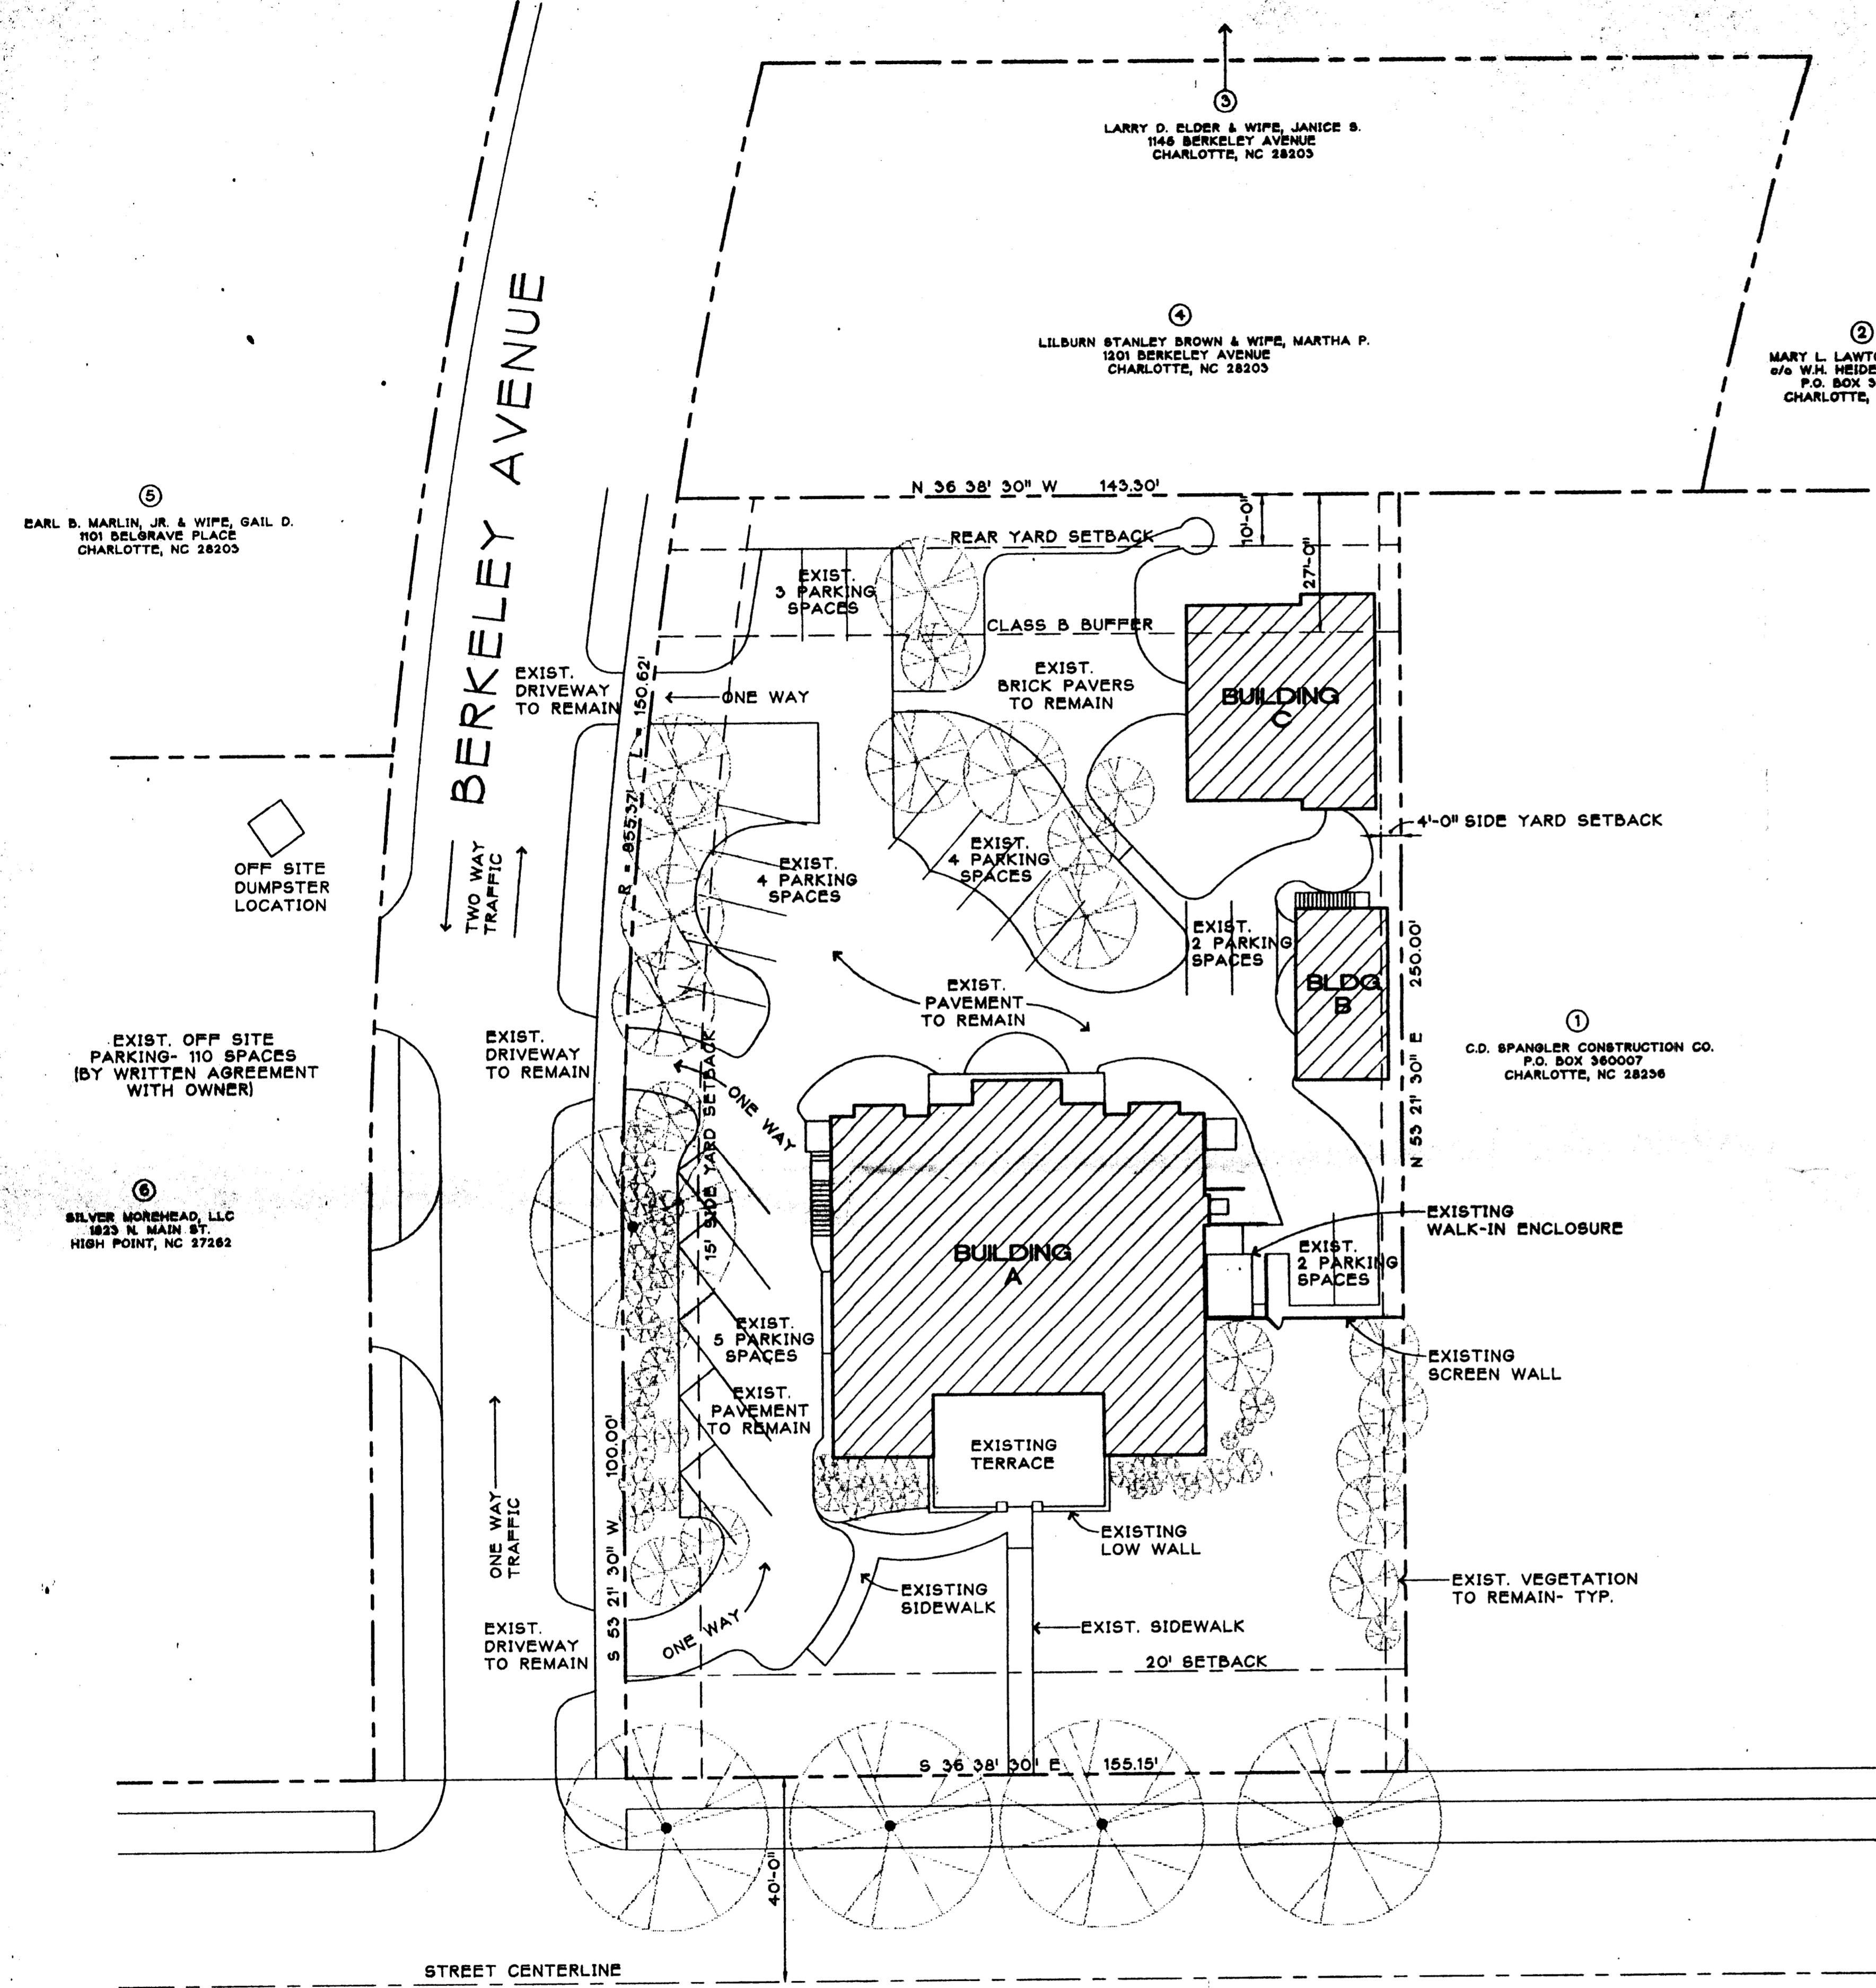 3
LARRY D. ELDER & WIFE, JANICE S.
1145 BERKELEY AVENUE
CHARLOTTE, NC 28203
4
LILBURN STANLEY BROWN & WIFE, MARTHA P.
1201 BERKELEY AVENUE
CHARLOTTE, NC 28203
2
MARY L.
c/o W.H.
P.O. BOX
CHARLOTTE,
BERKELEY AVENUE
5
EARL B. MARLIN, JR. & WIFE, GAIL D.
1101 BELGRAVE PLACE
CHARLOTTE, NC 28203
N 36 38' 30" W 143.30'
10'-0"
27'-0"
REAR YARD SETBACK
EXIST.
3 PARKING
SPACES
CLASS B BUFFER
EXIST.
DRIVEWAY
TO REMAIN
ONE WAY
EXIST.
BRICK PAVERS
TO REMAIN
BUILDING
C
R = 855.37' L = 150.62'
4'-0" SIDE YARD SETBACK
OFF SITE
DUMPSTER
LOCATION
TWO WAY
TRAFFIC
EXIST.
4 PARKING
SPACES
EXIST.
4 PARKING
SPACES
EXIST.
2 PARKING
SPACES
BLDG
B
EXIST.
PAVEMENT
TO REMAIN
N 53 21' 30" E 250.00'
1
C.D. SPANGLER CONSTRUCTION CO.
P.O. BOX 360007
CHARLOTTE, NC 28236
EXIST. OFF SITE
PARKING- 110 SPACES
(BY WRITTEN AGREEMENT
WITH OWNER)
EXIST.
DRIVEWAY
TO REMAIN
ONE WAY
15' SIDE YARD SETBACK
6
SILVER MOREHEAD, LLC
1823 N. MAIN ST.
HIGH POINT, NC 27262
BUILDING
A
EXISTING
WALK-IN ENCLOSURE
EXIST.
2 PARKING
SPACES
EXIST.
5 PARKING
SPACES
EXISTING
SCREEN WALL
EXIST.
PAVEMENT
TO REMAIN
EXISTING
TERRACE
S 53 21' 30" W 100.00'
ONE WAY
TRAFFIC
EXISTING
LOW WALL
EXISTING
SIDEWALK
EXIST. VEGETATION
TO REMAIN- TYP.
EXIST.
DRIVEWAY
TO REMAIN
ONE WAY
EXIST. SIDEWALK
20' SETBACK
S 36 38' 30' E 155.15'
40'-0"
STREET CENTERLINE